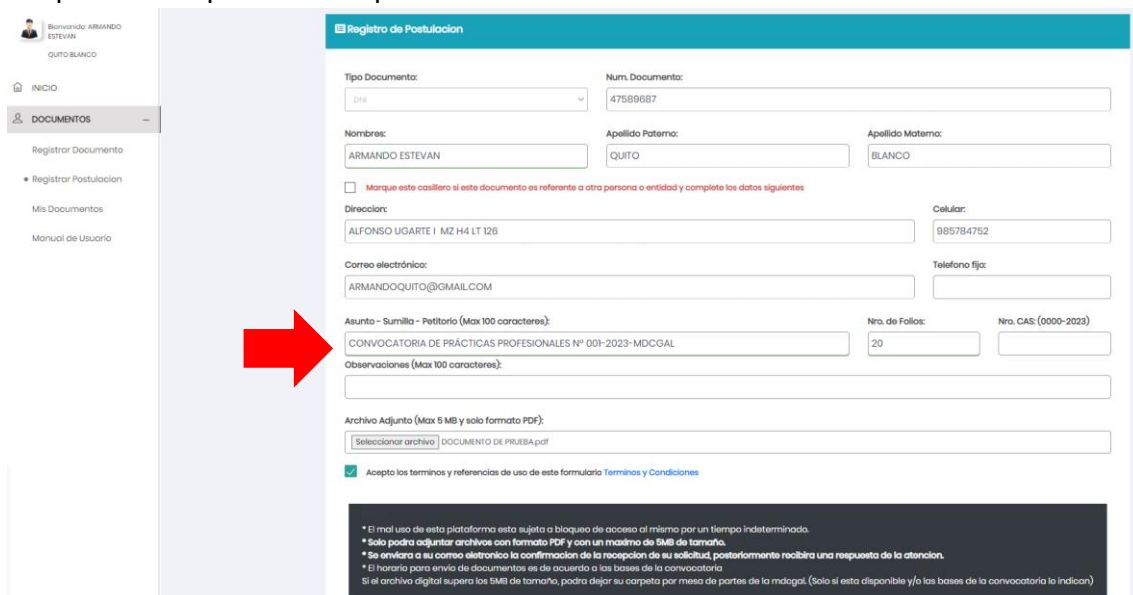 Bienvenido: ARMANDO
ESTEVAN
QUITO BLANCO
INICIO
DOCUMENTOS
Registrar Documento
Registrar Postulacion
Mis Documentos
Manual de Usuario
Registro de Postulacion
Tipo Documento: Num. Documento:
DNI 47589687
Nombres: Apellido Paterno: Apellido Materno:
ARMANDO ESTEVAN QUITO BLANCO
Marque este casillero si este documento es referente a otra persona o entidad y complete los datos siguientes
Direccion: Celular:
ALFONSO UGARTE I MZ H4 LT 126 985784752
Correo electrónico: Telefono fijo:
ARMANDOQUITO@GMAIL.COM
Asunto - Sumilla - Petitorio (Max 100 caracteres): Nro. de Folios: Nro. CAS: (0000-2023)
CONVOCATORIA DE PRÁCTICAS PROFESIONALES N° 001-2023-MDCGAL 20
Observaciones (Max 100 caracteres):
Archivo Adjunto (Max 5 MB y solo formato PDF):
Seleccionar archivo DOCUMENTO DE PRUEBA.pdf
Acepto los terminos y referencias de uso de este formulario Terminos y Condiciones
* El mal uso de esta plataforma esta sujeta a bloqueo de acceso al mismo por un tiempo indeterminado.
* Solo podra adjuntar archivos con formato PDF y con un maximo de 5MB de tamaño.
* Se enviara a su correo eletronico la confirmacion de la recepcion de su solicitud, posteriormente recibira una respuesta de la atencion.
* El horario para envio de documentos es de acuerdo a las bases de la convocatoria
Si el archivo digital supera los 5MB de tamaño, podra dejar su carpeta por mesa de partes de la mdcgal. (Solo si esta disponible y/o las bases de la convocatoria lo indican)